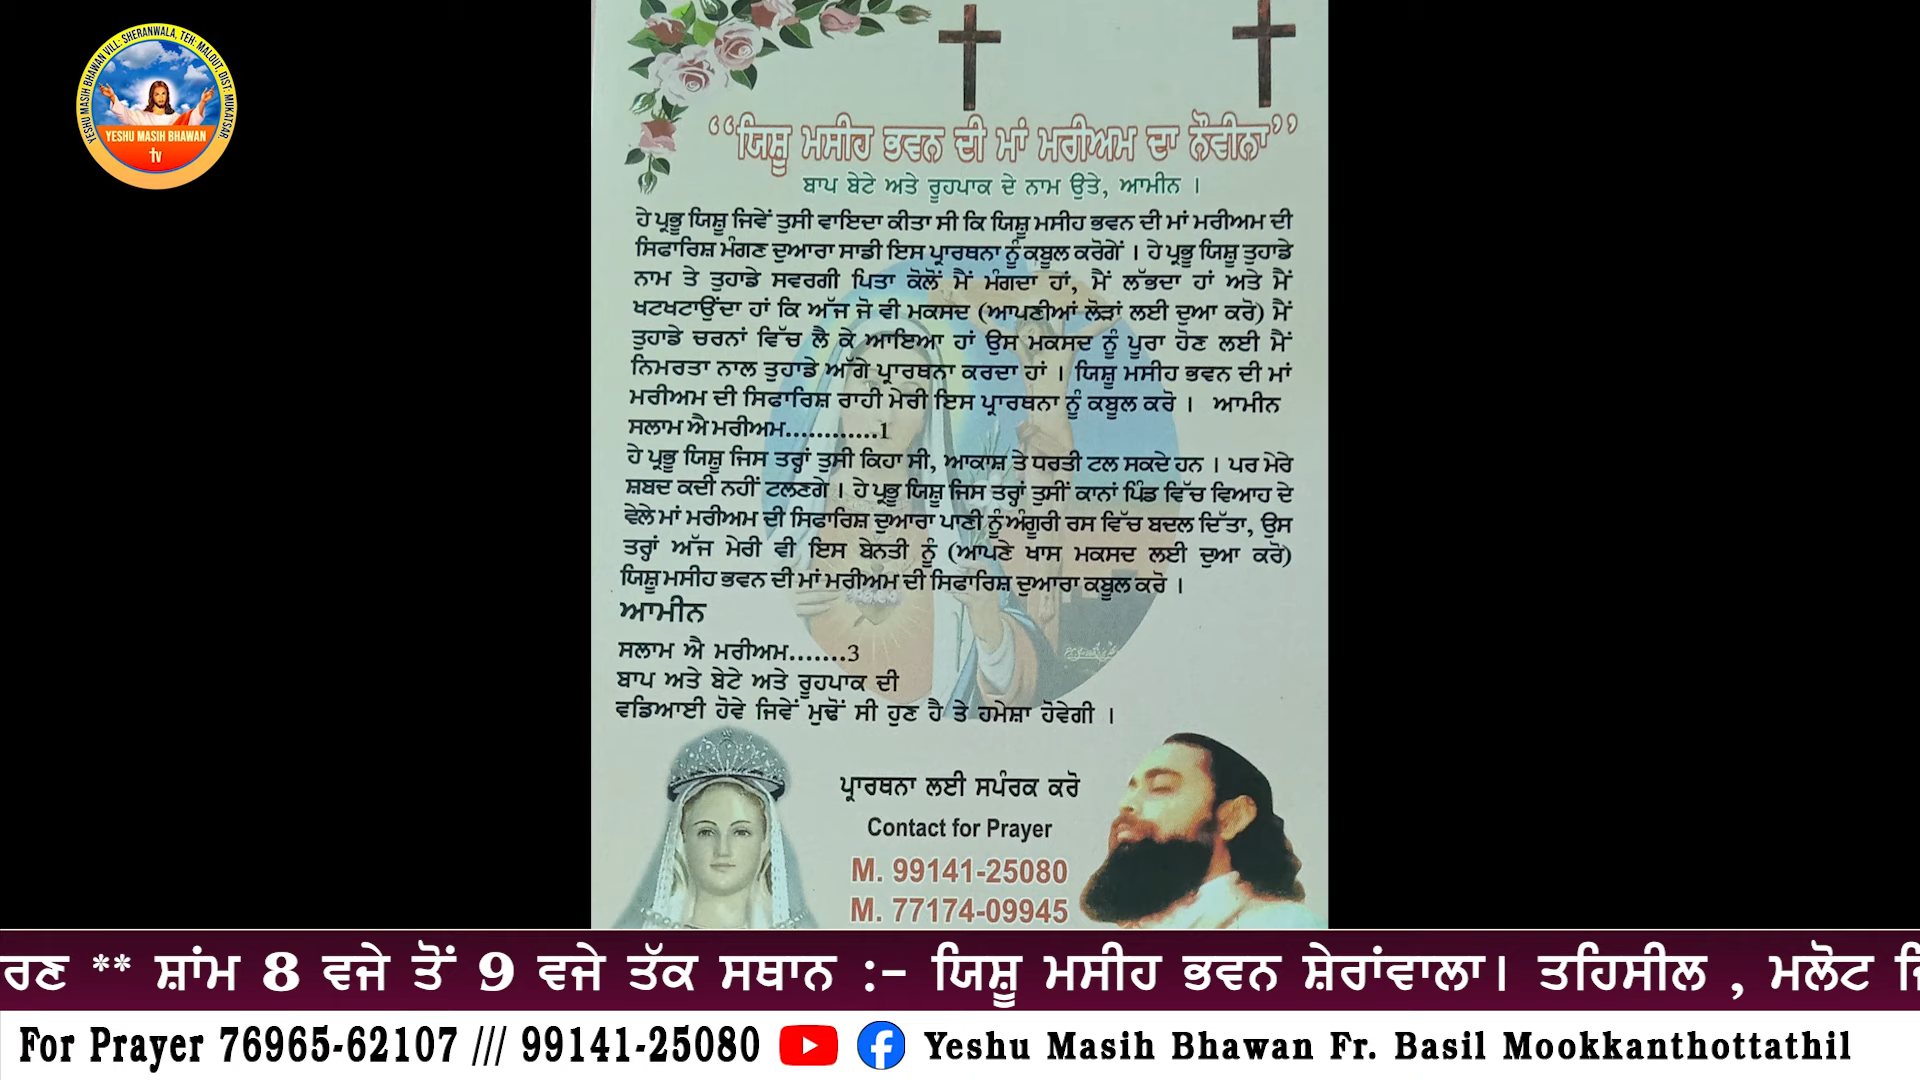 YESHU MASIH BHAWAN VILL: SHERANWALA, TEH: MALOUT, DIST: MUKATSAR
YESHU MASIH BHAWAN
tv
“ਯਿਸ਼ੂ ਮਸੀਹ ਭਵਨ ਦੀ ਮਾਂ ਮਰੀਅਮ ਦਾ ਨੌਵੀਨਾ”
ਬਾਪ ਬੇਟੇ ਅਤੇ ਰੂਹਪਾਕ ਦੇ ਨਾਮ ਉਤੇ, ਆਮੀਨ ।
ਹੇ ਪ੍ਰਭੂ ਯਿਸ਼ੂ ਜਿਵੇਂ ਤੁਸੀ ਵਾਇਦਾ ਕੀਤਾ ਸੀ ਕਿ ਯਿਸ਼ੂ ਮਸੀਹ ਭਵਨ ਦੀ ਮਾਂ ਮਰੀਅਮ ਦੀ
ਸਿਫਾਰਿਸ਼ ਮੰਗਣ ਦੁਆਰਾ ਸਾਡੀ ਇਸ ਪ੍ਰਾਰਥਨਾ ਨੂੰ ਕਬੂਲ ਕਰੋਗੇਂ । ਹੇ ਪ੍ਰਭੂ ਯਿਸ਼ੂ ਤੁਹਾਡੇ
ਨਾਮ ਤੇ ਤੁਹਾਡੇ ਸਵਰਗੀ ਪਿਤਾ ਕੋਲੋਂ ਮੈਂ ਮੰਗਦਾ ਹਾਂ, ਮੈਂ ਲੱਭਦਾ ਹਾਂ ਅਤੇ ਮੈਂ
ਖਟਖਟਾਉਂਦਾ ਹਾਂ ਕਿ ਅੱਜ ਜੋ ਵੀ ਮਕਸਦ (ਆਪਣੀਆਂ ਲੋੜਾਂ ਲਈ ਦੁਆ ਕਰੋ) ਮੈਂ
ਤੁਹਾਡੇ ਚਰਨਾਂ ਵਿੱਚ ਲੈ ਕੇ ਆਇਆ ਹਾਂ ਉਸ ਮਕਸਦ ਨੂੰ ਪੂਰਾ ਹੋਣ ਲਈ ਮੈਂ
ਨਿਮਰਤਾ ਨਾਲ ਤੁਹਾਡੇ ਅੱਗੇ ਪ੍ਰਾਰਥਨਾ ਕਰਦਾ ਹਾਂ । ਯਿਸ਼ੂ ਮਸੀਹ ਭਵਨ ਦੀ ਮਾਂ
ਮਰੀਅਮ ਦੀ ਸਿਫਾਰਿਸ਼ ਰਾਹੀ ਮੇਰੀ ਇਸ ਪ੍ਰਾਰਥਨਾ ਨੂੰ ਕਬੂਲ ਕਰੋ । ਆਮੀਨ
ਸਲਾਮ ਐ ਮਰੀਅਮ............1
ਹੇ ਪ੍ਰਭੂ ਯਿਸ਼ੂ ਜਿਸ ਤਰ੍ਹਾਂ ਤੁਸੀ ਕਿਹਾ ਸੀ, ਆਕਾਸ਼ ਤੇ ਧਰਤੀ ਟਲ ਸਕਦੇ ਹਨ । ਪਰ ਮੇਰੇ
ਸ਼ਬਦ ਕਦੀ ਨਹੀਂ ਟਲਣਗੇ । ਹੇ ਪ੍ਰਭੂ ਯਿਸ਼ੂ ਜਿਸ ਤਰ੍ਹਾਂ ਤੁਸੀਂ ਕਾਨਾਂ ਪਿੰਡ ਵਿੱਚ ਵਿਆਹ ਦੇ
ਵੇਲੇ ਮਾਂ ਮਰੀਅਮ ਦੀ ਸਿਫਾਰਿਸ਼ ਦੁਆਰਾ ਪਾਣੀ ਨੂੰ ਅੰਗੂਰੀ ਰਸ ਵਿੱਚ ਬਦਲ ਦਿੱਤਾ, ਉਸ
ਤਰ੍ਹਾਂ ਅੱਜ ਮੇਰੀ ਵੀ ਇਸ ਬੇਨਤੀ ਨੂੰ (ਆਪਣੇ ਖਾਸ ਮਕਸਦ ਲਈ ਦੁਆ ਕਰੋ)
ਯਿਸ਼ੂ ਮਸੀਹ ਭਵਨ ਦੀ ਮਾਂ ਮਰੀਅਮ ਦੀ ਸਿਫਾਰਿਸ਼ ਦੁਆਰਾ ਕਬੂਲ ਕਰੋ ।
ਆਮੀਨ
ਸਲਾਮ ਐ ਮਰੀਅਮ.......3
ਬਾਪ ਅਤੇ ਬੇਟੇ ਅਤੇ ਰੂਹਪਾਕ ਦੀ
ਵਡਿਆਈ ਹੋਵੇ ਜਿਵੇਂ ਮੁਢੋਂ ਸੀ ਹੁਣ ਹੈ ਤੇ ਹਮੇਸ਼ਾ ਹੋਵੇਗੀ ।
ਪ੍ਰਾਰਥਨਾ ਲਈ ਸਪੰਰਕ ਕਰੋ
Contact for Prayer
M. 99141-25080
M. 77174-09945
ਰਣ ** ਸ਼ਾਂਮ 8 ਵਜੇ ਤੋਂ 9 ਵਜੇ ਤੱਕ ਸਥਾਨ :- ਯਿਸ਼ੂ ਮਸੀਹ ਭਵਨ ਸ਼ੇਰਾਂਵਾਲਾ। ਤਹਿਸੀਲ , ਮਲੋਟ ਜਿ
For Prayer 76965-62107 /// 99141-25080 Yeshu Masih Bhawan Fr. Basil Mookkanthottathil